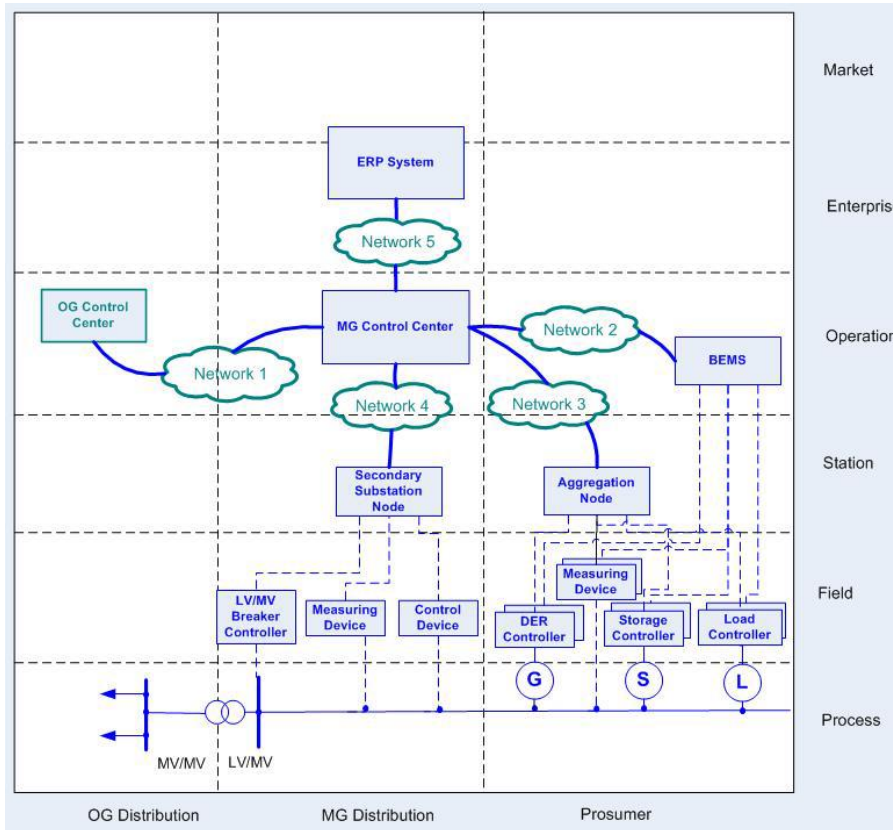 Market
ERP System
Enterpris
Network 5
OG Control
Center
MG Control Center
Network 2
Operation
BEMS
Network 1
Network 4
Network 3
Station
Secondary
Substation
Node
Aggregation
Node
Measuring
Device
Field
LV/MV
Breaker
Controller
Measuring
Device
Control
Device
DER
Controller
Storage
Controller
Load
Controller
G
S
L
Process
MV/MV
LV/MV
OG Distribution
MG Distribution
Prosumer